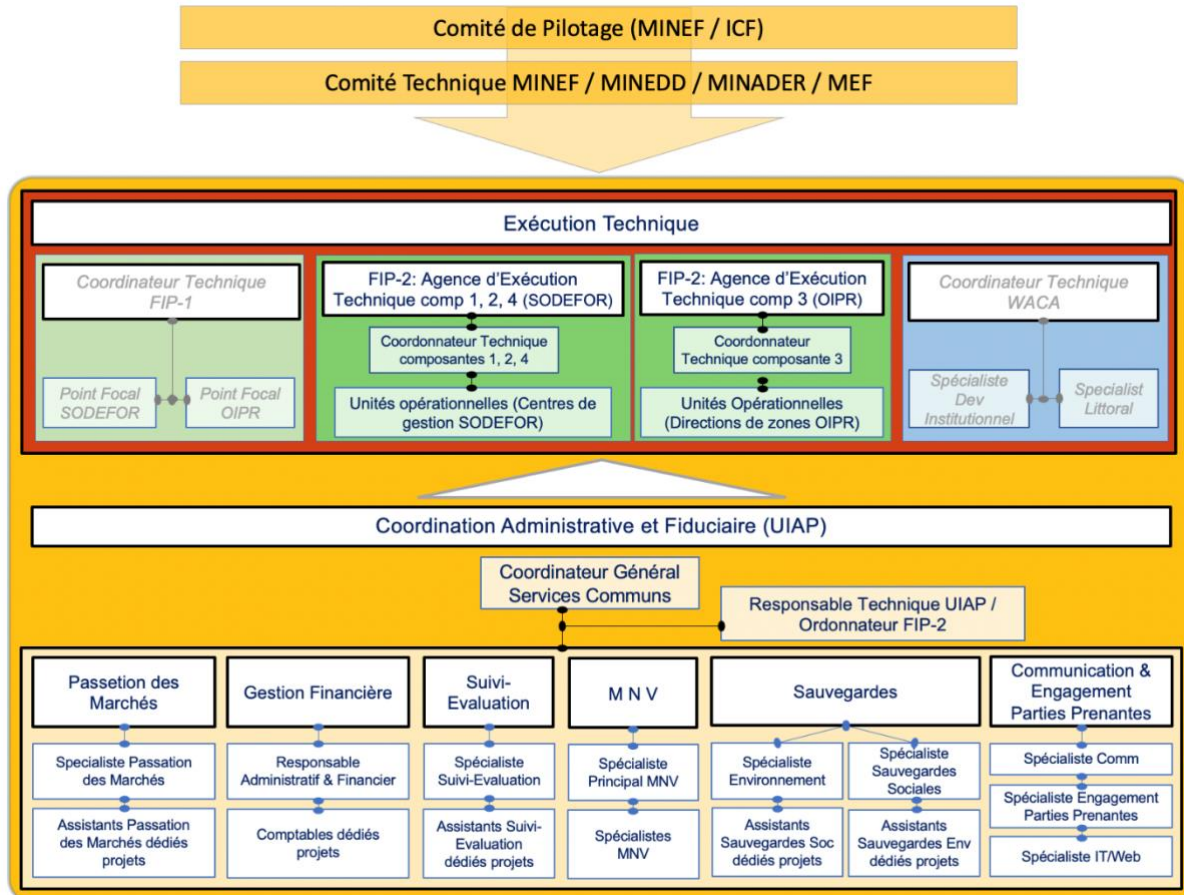 Comité de Pilotage (MINEF / ICF)
Comité Technique MINEF / MINEDD / MINADER / MEF
Exécution Technique
Coordinateur Technique
FIP-1
Point Focal
SODEFOR
Point Focal
OIPR
FIP-2: Agence d'Exécution
Technique comp 1, 2, 4 (SODEFOR)
Coordonnateur Technique
composantes 1, 2, 4
Unités opérationnelles (Centres de
gestion SODEFOR)
FIP-2: Agence d'Exécution
Technique comp 3 (OIPR)
Coordonnateur
Technique composante 3
Unités Opérationnelles
(Directions de zones OIPR)
Coordinateur Technique
WACA
Spécialiste
Dev
Institutionnel
Specialist
Littoral
Coordination Administrative et Fiduciaire (UIAP)
Coordinateur Général
Services Communs
Responsable Technique UIAP /
Ordonnateur FIP-2
Passetion des
Marchés
Specialiste Passation
des Marchés
Assistants Passation
des Marchés dédiés
projets
Gestion Financière
Responsable
Administratif & Financier
Comptables dédiés
projets
Suivi-
Evaluation
Spécialiste
Suivi-Evaluation
Assistants Suivi-
Evaluation
dédiés projets
M N V
Spécialiste
Principal MNV
Spécialistes
MNV
Sauvegardes
Spécialiste
Environnement
Assistants
Sauvegardes Soc
dédiés projets
Spécialiste
Sauvegardes
Sociales
Assistants
Sauvegardes Env
dédiés projets
Communication &
Engagement
Parties Prenantes
Spécialiste Comm
Spécialiste Engagement
Parties Prenantes
Spécialiste IT/Web